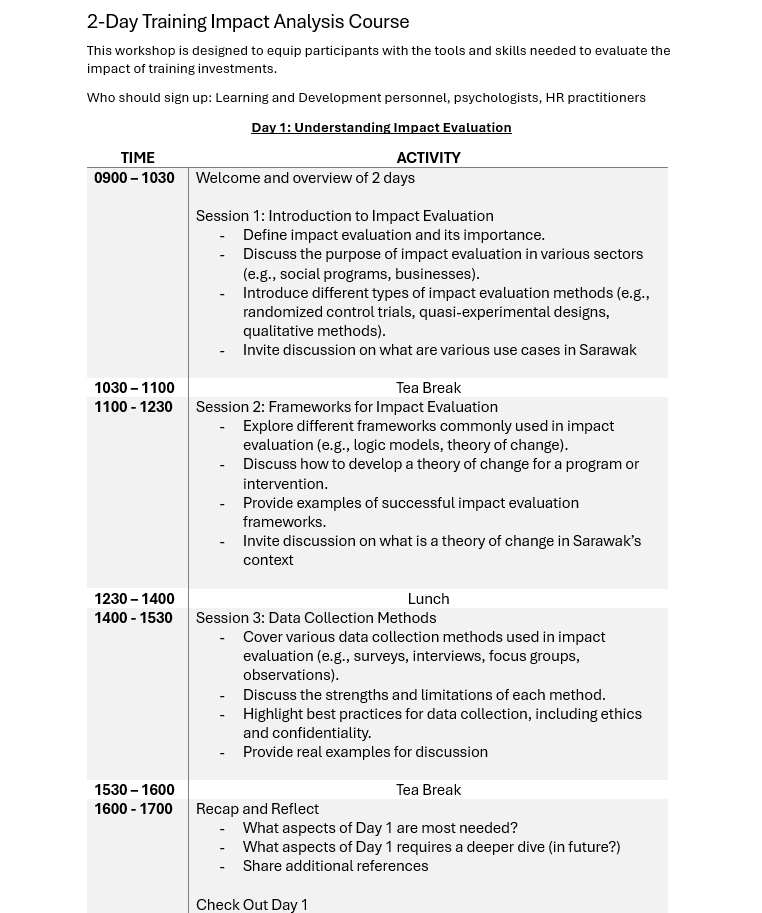 2-Day Training Impact Analysis Course
This workshop is designed to equip participants with the tools and skills needed to evaluate the
impact of training investments.
Who should sign up: Learning and Development personnel, psychologists, HR practitioners
Day 1: Understanding Impact Evaluation
TIME ACTIVITY
0900 – 1030 Welcome and overview of 2 days
Session 1: Introduction to Impact Evaluation
- Define impact evaluation and its importance.
- Discuss the purpose of impact evaluation in various sectors
(e.g., social programs, businesses).
- Introduce different types of impact evaluation methods (e.g.,
randomized control trials, quasi-experimental designs,
qualitative methods).
- Invite discussion on what are various use cases in Sarawak
1030 – 1100 Tea Break
1100 - 1230 Session 2: Frameworks for Impact Evaluation
- Explore different frameworks commonly used in impact
evaluation (e.g., logic models, theory of change).
- Discuss how to develop a theory of change for a program or
intervention.
- Provide examples of successful impact evaluation
frameworks.
- Invite discussion on what is a theory of change in Sarawak’s
context
1230 – 1400 Lunch
1400 - 1530 Session 3: Data Collection Methods
- Cover various data collection methods used in impact
evaluation (e.g., surveys, interviews, focus groups,
observations).
- Discuss the strengths and limitations of each method.
- Highlight best practices for data collection, including ethics
and confidentiality.
- Provide real examples for discussion
1530 – 1600 Tea Break
1600 - 1700 Recap and Reflect
- What aspects of Day 1 are most needed?
- What aspects of Day 1 requires a deeper dive (in future?)
- Share additional references
Check Out Day 1